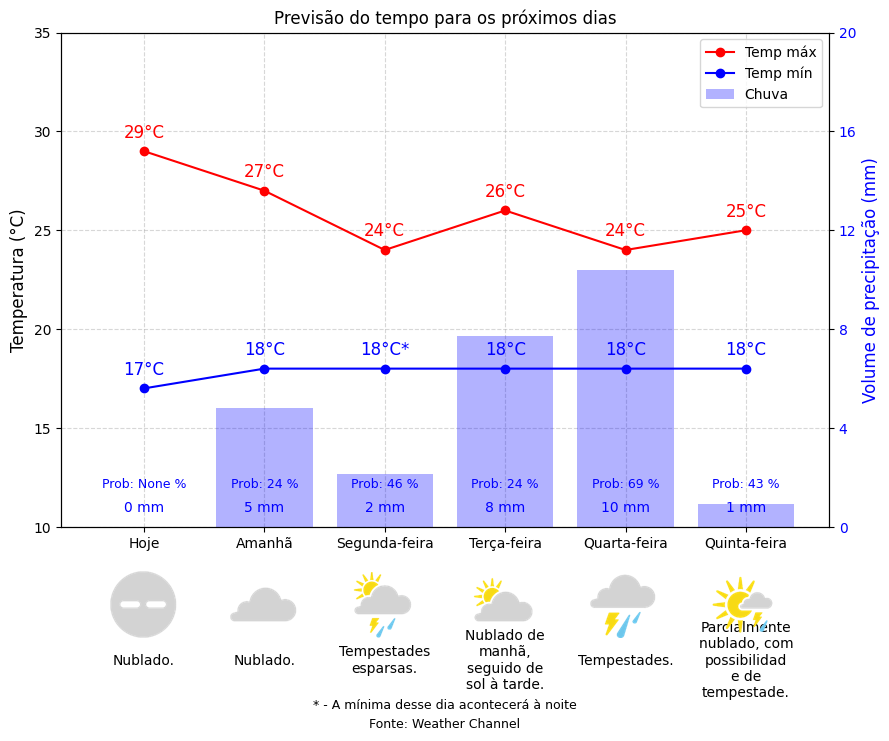 Previsão do tempo para os próximos dias
35
30
25
20
15
10
Temperatura (°C)
20
16
12
8
4
0
Volume de precipitação (mm)
Temp máx
Temp mín
Chuva
29°C
27°C
24°C
26°C
24°C
25°C
17°C
18°C
18°C*
18°C
18°C
18°C
Prob: None %
Prob: 24 %
Prob: 46 %
Prob: 24 %
Prob: 69 %
Prob: 43 %
0 mm
5 mm
2 mm
8 mm
10 mm
1 mm
Hoje
Amanhã
Segunda-feira
Terça-feira
Quarta-feira
Quinta-feira
Nublado.
Nublado.
Tempestades
esparsas.
Nublado de
manhã,
seguido de
sol à tarde.
Tempestades.
Parcialmente
nublado, com
possibilidad
e de
tempestade.
* - A mínima desse dia acontecerá à noite
Fonte: Weather Channel